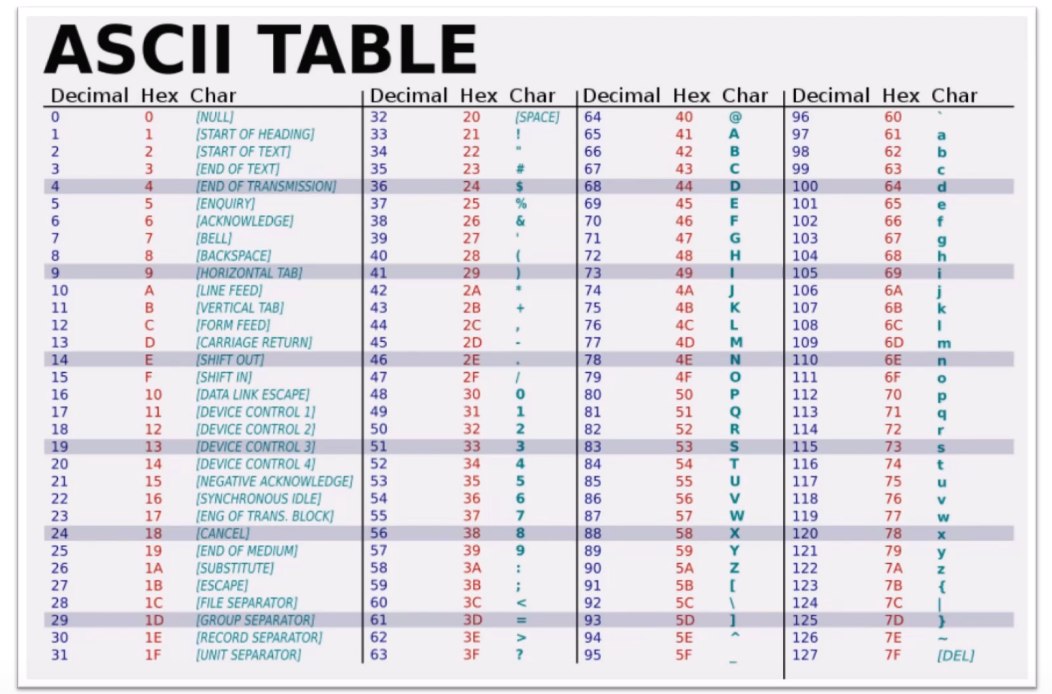 ASCII TABLE
Decimal Hex Char Decimal Hex Char Decimal Hex Char Decimal Hex Char
0 0 [NULL] 32 20 [SPACE] 64 40 @ 96 60 `
1 1 [START OF HEADING] 33 21 ! 65 41 A 97 61 a
2 2 [START OF TEXT] 34 22 " 66 42 B 98 62 b
3 3 [END OF TEXT] 35 23 # 67 43 C 99 63 c
4 4 [END OF TRANSMISSION] 36 24 $ 68 44 D 100 64 d
5 5 [ENQUIRY] 37 25 % 69 45 E 101 65 e
6 6 [ACKNOWLEDGE] 38 26 & 70 46 F 102 66 f
7 7 [BELL] 39 27 ' 71 47 G 103 67 g
8 8 [BACKSPACE] 40 28 ( 72 48 H 104 68 h
9 9 [HORIZONTAL TAB] 41 29 ) 73 49 I 105 69 i
10 A [LINE FEED] 42 2A * 74 4A J 106 6A j
11 B [VERTICAL TAB] 43 2B + 75 4B K 107 6B k
12 C [FORM FEED] 44 2C , 76 4C L 108 6C l
13 D [CARRIAGE RETURN] 45 2D - 77 4D M 109 6D m
14 E [SHIFT OUT] 46 2E . 78 4E N 110 6E n
15 F [SHIFT IN] 47 2F / 79 4F O 111 6F o
16 10 [DATA LINK ESCAPE] 48 30 0 80 50 P 112 70 p
17 11 [DEVICE CONTROL 1] 49 31 1 81 51 Q 113 71 q
18 12 [DEVICE CONTROL 2] 50 32 2 82 52 R 114 72 r
19 13 [DEVICE CONTROL 3] 51 33 3 83 53 S 115 73 s
20 14 [DEVICE CONTROL 4] 52 34 4 84 54 T 116 74 t
21 15 [NEGATIVE ACKNOWLEDGE] 53 35 5 85 55 U 117 75 u
22 16 [SYNCHRONOUS IDLE] 54 36 6 86 56 V 118 76 v
23 17 [ENG OF TRANS. BLOCK] 55 37 7 87 57 W 119 77 w
24 18 [CANCEL] 56 38 8 88 58 X 120 78 x
25 19 [END OF MEDIUM] 57 39 9 89 59 Y 121 79 y
26 1A [SUBSTITUTE] 58 3A : 90 5A Z 122 7A z
27 1B [ESCAPE] 59 3B ; 91 5B [ 123 7B {
28 1C [FILE SEPARATOR] 60 3C < 92 5C \ 124 7C |
29 1D [GROUP SEPARATOR] 61 3D = 93 5D ] 125 7D }
30 1E [RECORD SEPARATOR] 62 3E > 94 5E ^ 126 7E ~
31 1F [UNIT SEPARATOR] 63 3F ? 95 5F _ 127 7F [DEL]